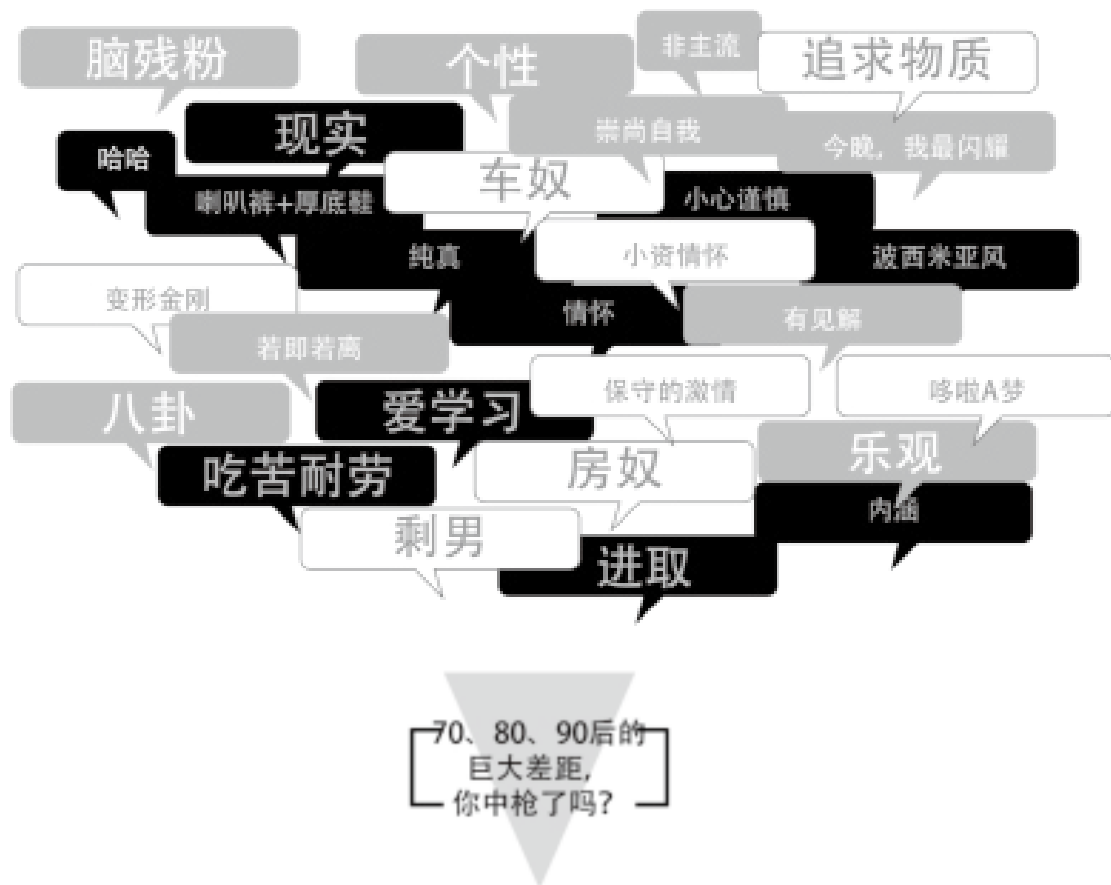 脑残粉
个性
非主流
追求物质
现实
崇尚自我
今晚，我最闪耀
哈哈
车奴
喇叭裤+厚底鞋
小心谨慎
纯真
小资情怀
波西米亚风
变形金刚
情怀
有见解
若即若离
八卦
爱学习
保守的激情
哆啦A梦
吃苦耐劳
房奴
乐观
剩男
内涵
进取
70、80、90后的
巨大差距，
你中枪了吗？